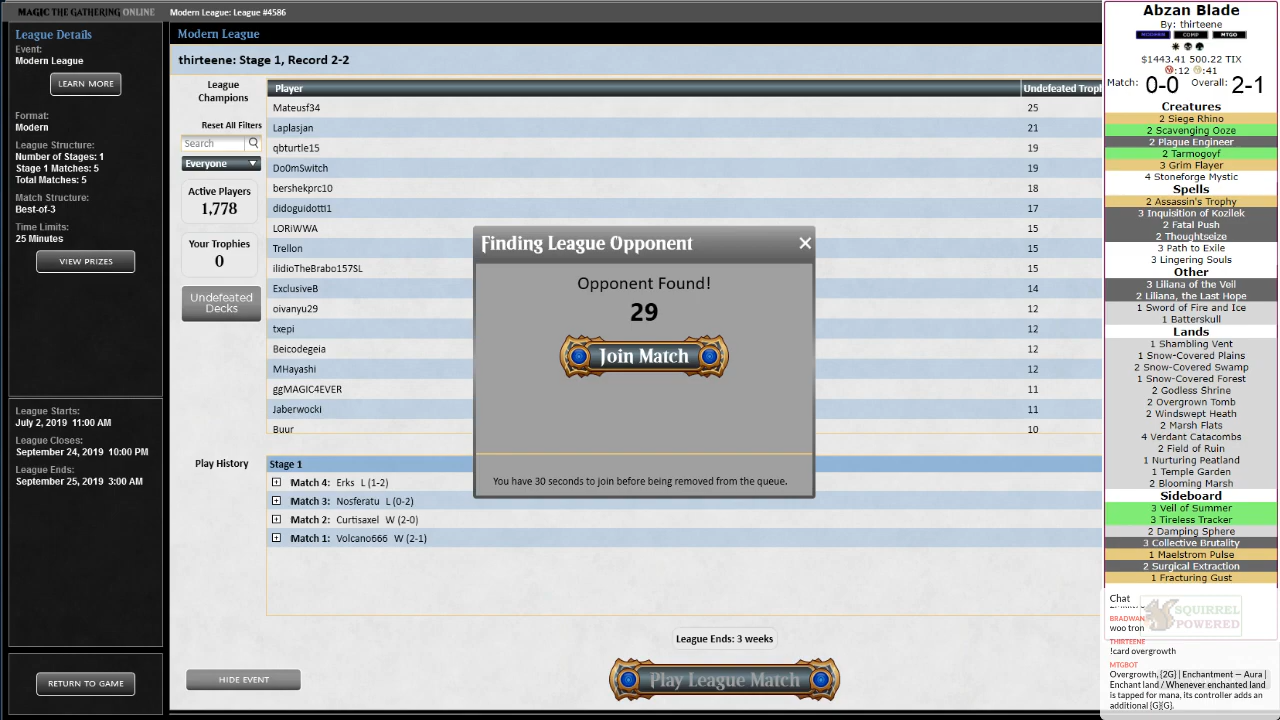 MAGIC THE GATHERING ONLINE
Modern League: League #4586
League Details
Event:
Modern League
LEARN MORE
Format:
Modern
League Structure:
Number of Stages: 1
Stage 1 Matches: 5
Total Matches: 5
Match Structure:
Best-of-3
Time Limits:
25 Minutes
VIEW PRIZES
League Starts:
July 2, 2019 11:00 AM
League Closes:
September 24, 2019 10:00 PM
League Ends:
September 25, 2019 3:00 AM
RETURN TO GAME
Modern League
thirteene: Stage 1, Record 2-2
League
Champions
Reset All Filters
Search
Everyone
Active Players
1,778
Your Trophies
0
Undefeated
Decks
Player Undefeated Troph
Mateusf34 25
Laplasjan 21
qbturtle15 19
Do0mSwitch 19
bershekprc10 18
didoguidotti1 17
LORiWWA 15
Trellon 15
ilidioTheBrabo157SL 15
ExclusiveB 14
oivanyu29 12
txepi 12
Beicodegeia 12
MHayashi 12
ggMAGIC4EVER 11
Jaberwocki 11
Buur 10
Finding League Opponent
Opponent Found!
29
Join Match
You have 30 seconds to join before being removed from the queue.
Play History
Stage 1
Match 4: Erks L (1-2)
Match 3: Nosferatu L (0-2)
Match 2: Curtisaxel W (2-0)
Match 1: Volcano666 W (2-1)
League Ends: 3 weeks
HIDE EVENT
Play League Match
Abzan Blade
By: thirteene
MODERN COMP MTGO
$1443.41 500.22 TIX
:12 :41
Match: 0-0 Overall: 2-1
Creatures
2 Siege Rhino
2 Scavenging Ooze
2 Plague Engineer
2 Tarmogoyf
3 Grim Flayer
4 Stoneforge Mystic
Spells
2 Assassin's Trophy
3 Inquisition of Kozilek
2 Fatal Push
2 Thoughtseize
3 Path to Exile
3 Lingering Souls
Other
3 Liliana of the Veil
2 Liliana, the Last Hope
1 Sword of Fire and Ice
1 Batterskull
Lands
1 Shambling Vent
1 Snow-Covered Plains
2 Snow-Covered Swamp
1 Snow-Covered Forest
2 Godless Shrine
2 Overgrown Tomb
2 Windswept Heath
2 Marsh Flats
4 Verdant Catacombs
2 Field of Ruin
1 Nurturing Peatland
1 Temple Garden
2 Blooming Marsh
Sideboard
3 Veil of Summer
3 Tireless Tracker
2 Damping Sphere
3 Collective Brutality
1 Maelstrom Pulse
2 Surgical Extraction
1 Fracturing Gust
Chat
SQUIRREL
POWERED
BRADWAN
woo tron
THIRTEENE
!card overgrowth
MTGBOT
Overgrowth, {2G} | Enchantment — Aura |
Enchant land / Whenever enchanted land
is tapped for mana, its controller adds an
additional {G}{G}.